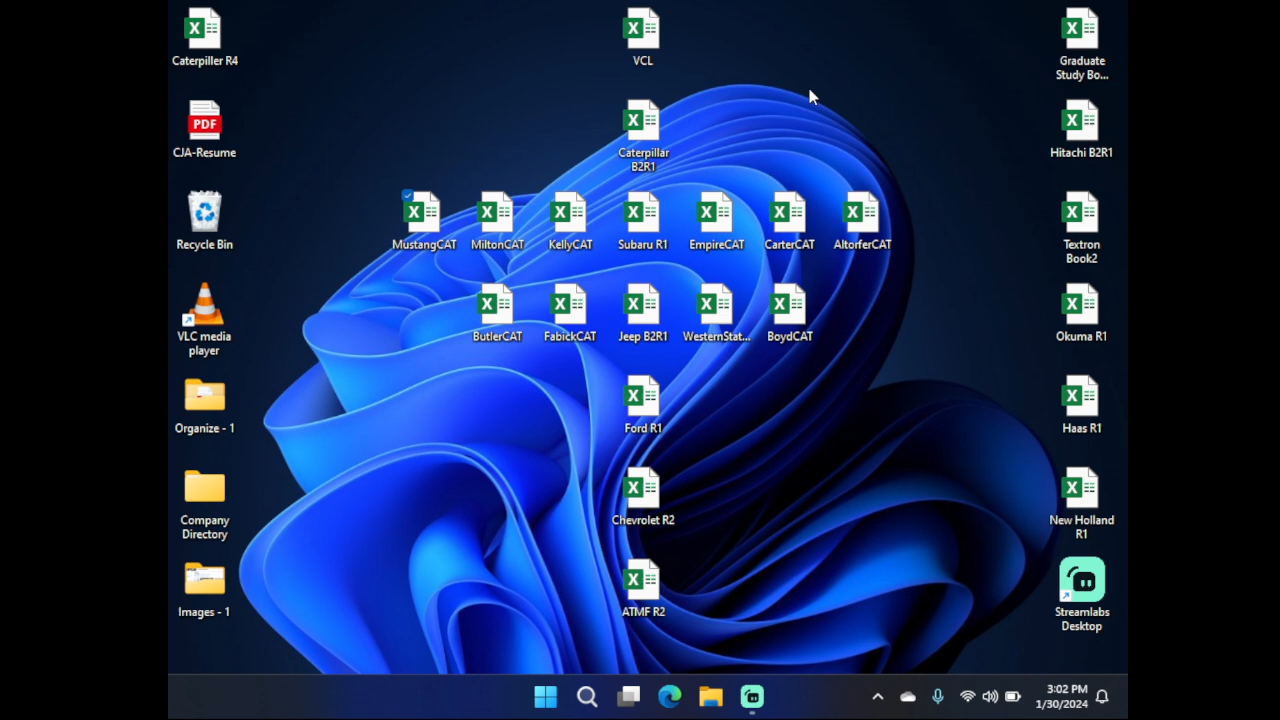 Caterpiller R4
VCL
Graduate
Study Bo...
PDF
CJA-Resume
Caterpillar
B2R1
Hitachi B2R1
Recycle Bin
MustangCAT
MiltonCAT
KellyCAT
Subaru R1
EmpireCAT
CarterCAT
AltorferCAT
Textron
Book2
VLC media
player
ButlerCAT
FabickCAT
Jeep B2R1
WesternStat...
BoydCAT
Okuma R1
Organize - 1
Ford R1
Haas R1
Company
Directory
Chevrolet R2
New Holland
R1
Images - 1
ATMF R2
Streamlabs
Desktop
3:02 PM
1/30/2024